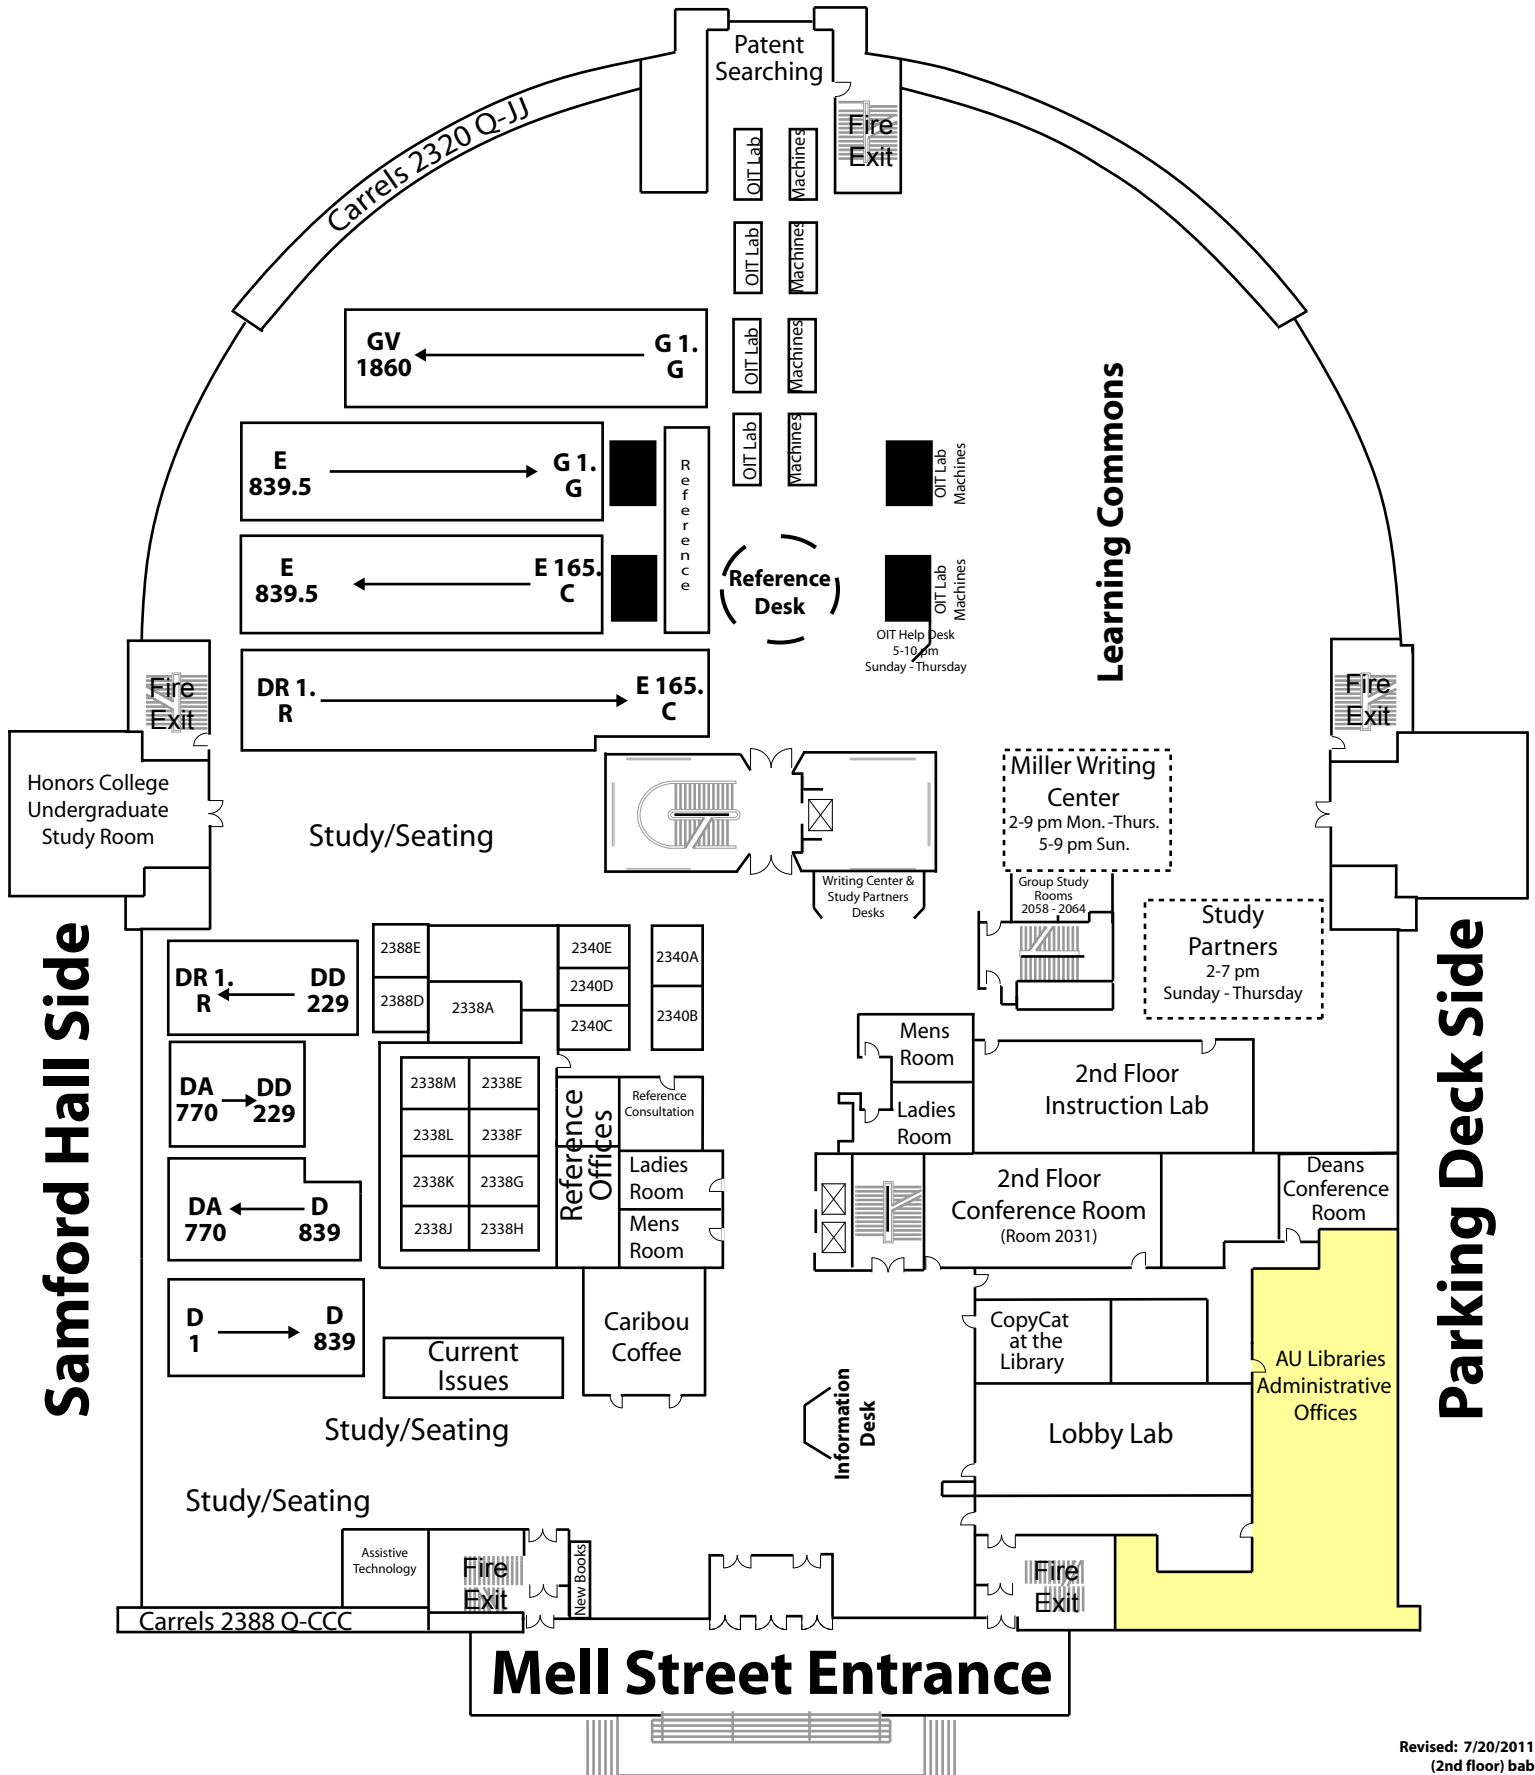 Patent
Searching
Fire
Exit
Carrels 2320 Q-JJ
OIT Lab
Machines
OIT Lab
Machines
OIT Lab
Machines
OIT Lab
Machines
GV
1860
G 1.
G
E
839.5
G 1.
G
Reference
OIT Lab
Machines
Learning Commons
E
839.5
E 165.
C
Reference
Desk
OIT Lab
Machines
OIT Help Desk
5-10 pm
Sunday - Thursday
DR 1.
R
E 165.
C
Fire
Exit
Fire
Exit
Honors College
Undergraduate
Study Room
Study/Seating
Miller Writing
Center
2-9 pm Mon. -Thurs.
5-9 pm Sun.
Writing Center &
Study Partners
Desks
Group Study
Rooms
2058 - 2064
Study
Partners
2-7 pm
Sunday - Thursday
Samford Hall Side
Parking Deck Side
DR 1.
R
DD
229
2388E
2388D
2338A
2340E
2340D
2340C
2340A
2340B
DA
770
DD
229
2338M
2338E
2338L
2338F
2338K
2338G
2338J
2338H
Reference
Offices
Reference
Consultation
Ladies
Room
Mens
Room
Mens
Room
Ladies
Room
2nd Floor
Instruction Lab
2nd Floor
Conference Room
(Room 2031)
Deans
Conference
Room
DA
770
D
839
D
1
D
839
Current
Issues
Caribou
Coffee
CopyCat
at the
Library
AU Libraries
Administrative
Offices
Information
Desk
Lobby Lab
Study/Seating
Study/Seating
Assistive
Technology
Fire
Exit
New Books
Fire
Exit
Carrels 2388 Q-CCC
Mell Street Entrance
Revised: 7/20/2011
(2nd floor) bab